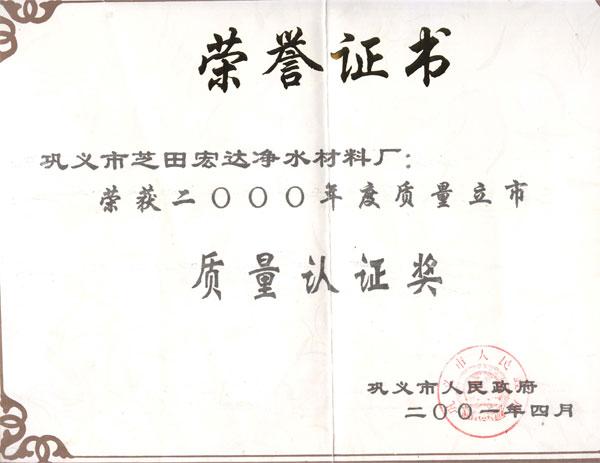 荣誉证书
巩义市芝田宏达净水材料厂：
荣获二〇〇〇年度质量立市
质量认证奖
巩义市人民政府
二〇〇一年四月